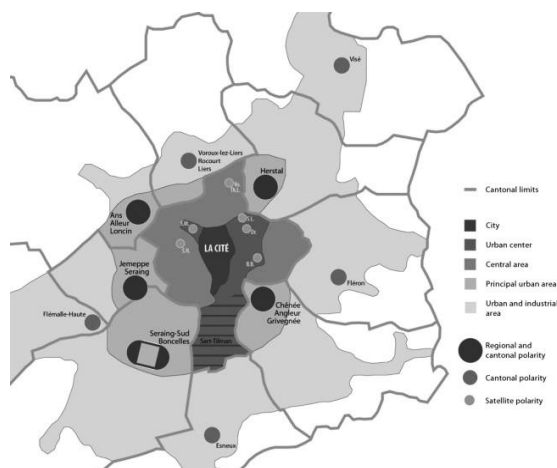 Visé
Voroux-lez-Liers
Rocourt
Liers
Herstal
Ans
Alleur
Loncin
LA CITÉ
Jemeppe
Seraing
Fléron
Flémalle-Haute
Chênée
Angleur
Grivegnée
Seraing-Sud
Boncelles
Sart-Tilman
Esneux
Cantonal limits
City
Urban center
Central area
Principal urban area
Urban and industrial
area
Regional and
cantonal polarity
Cantonal polarity
Satellite polarity